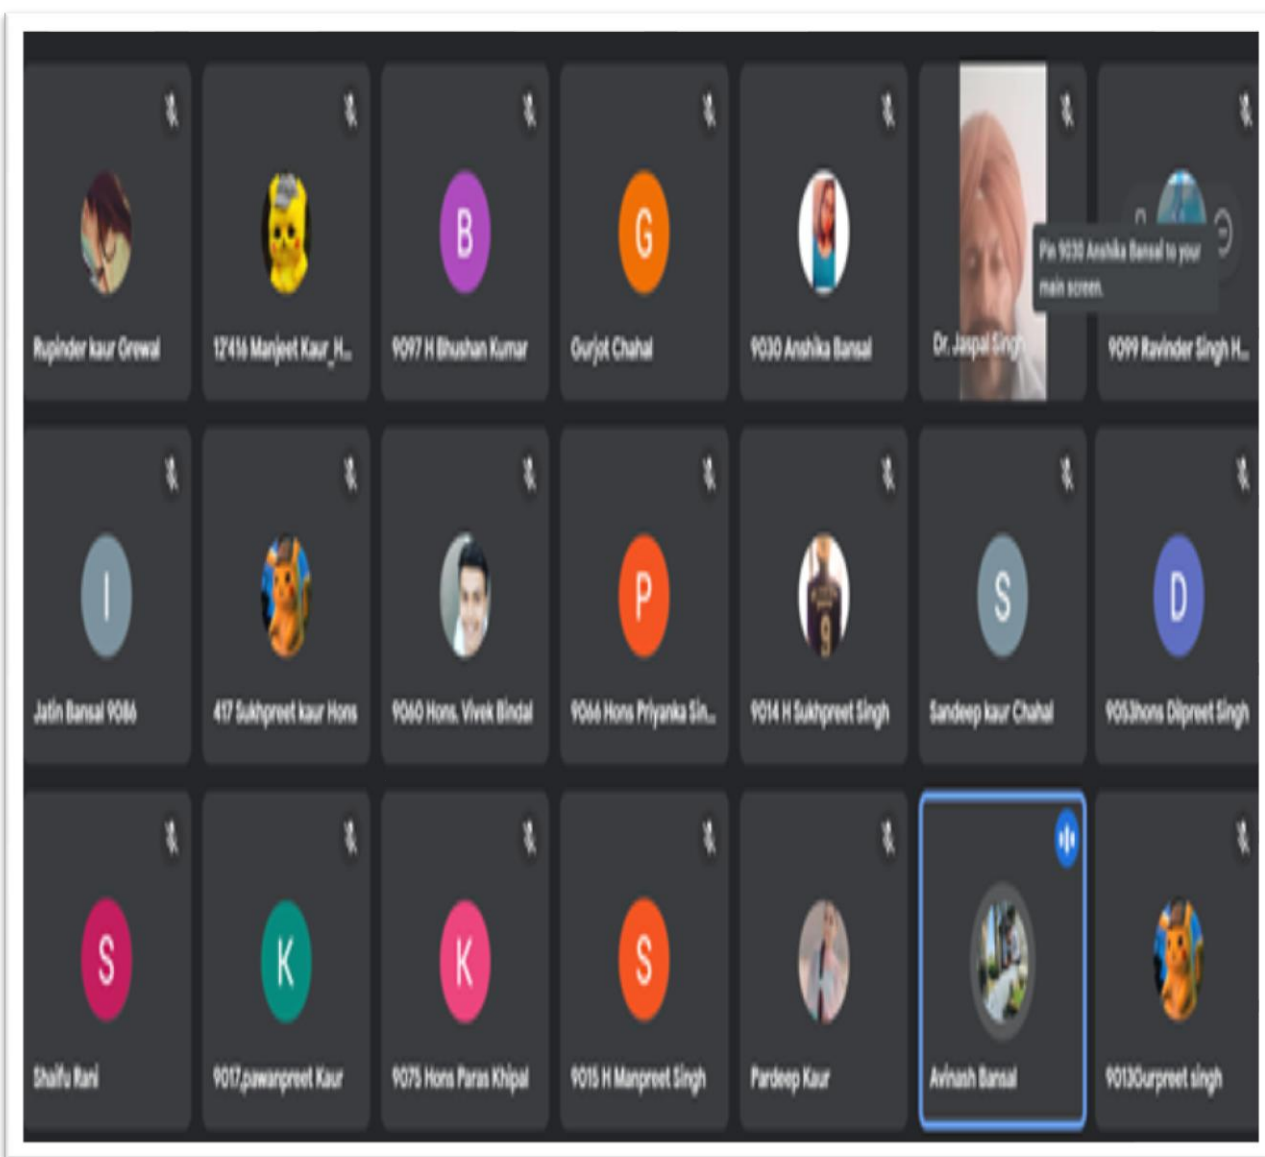 Rupinder kaur Grewal
12'416 Manjeet Kaur_H...
B
9097 H Bhushan Kumar
G
Gurjot Chahal
9030 Anshika Bansal
Dr. Jaspal Singh
Pin 9030 Anshika Bansal to your
main screen.
9099 Ravinder Singh H...
I
Jatin Bansal 9086
417 Sukhpreet kaur Hons
9060 Hons. Vivek Bindal
P
9066 Hons Priyanka Sin...
9
9014 H Sukhpreet Singh
S
Sandeep kaur Chahal
D
9053hons Dilpreet Singh
S
Shaifu Rani
K
9017,pawanpreet Kaur
K
9075 Hons Paras Khipal
S
9015 H Manpreet Singh
Pardeep Kaur
Avinash Bansal
9013Gurpreet singh